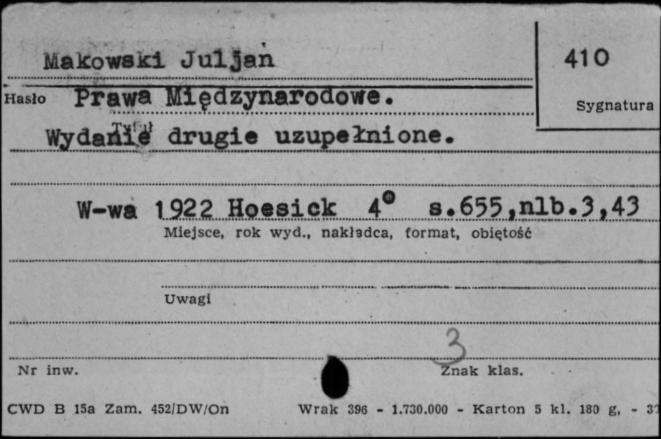 Makowski Juljan
410
Hasło Prawa Międzynarodowe.
Sygnatura
Tytuł
Wydanie drugie uzupełnione.
W-wa 1922 Hoesick 4° s.655,nlb.3,43
Miejsce, rok wyd., nakładca, format, objętość
Uwagi
3
Nr inw. Znak klas.
CWD B 15a Zam. 452/DW/On Wrak 396 - 1.730.000 - Karton 5 kl. 180 g, -